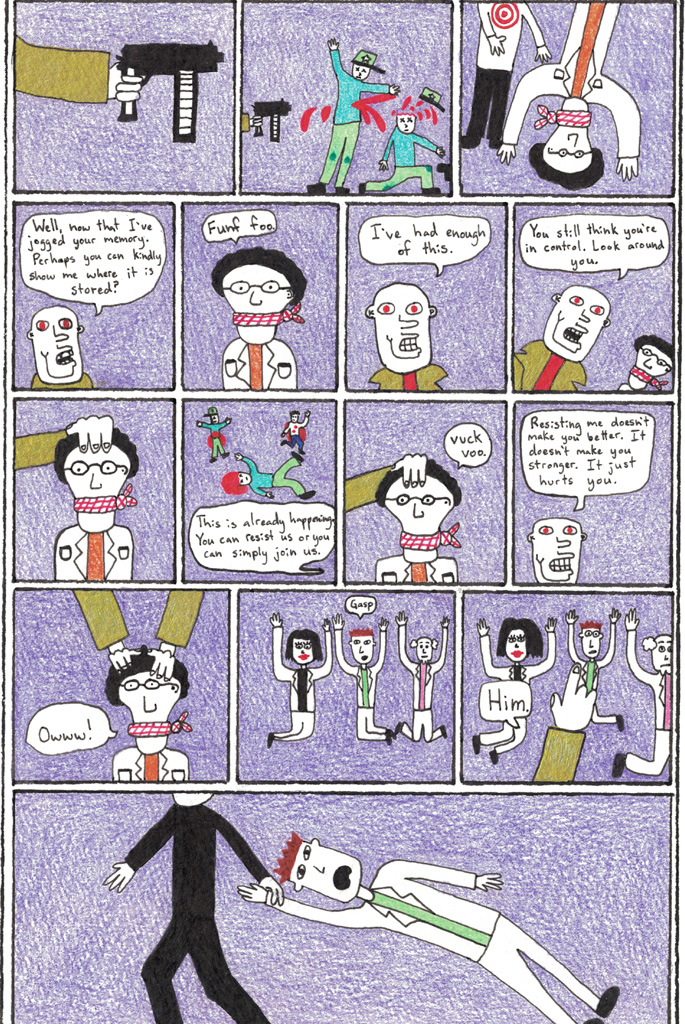 Well, now that I've
jogged your memory.
Perhaps you can kindly
show me where it is
stored?
Funf foo.
I've had enough
of this.
You still think you're
in control. Look around
you.
This is already happening.
You can resist us or you
can simply join us.
vuck
voo.
Resisting me doesn't
make you better. It
doesn't make you
stronger. It just
hurts you.
Owww!
Gasp
Him.